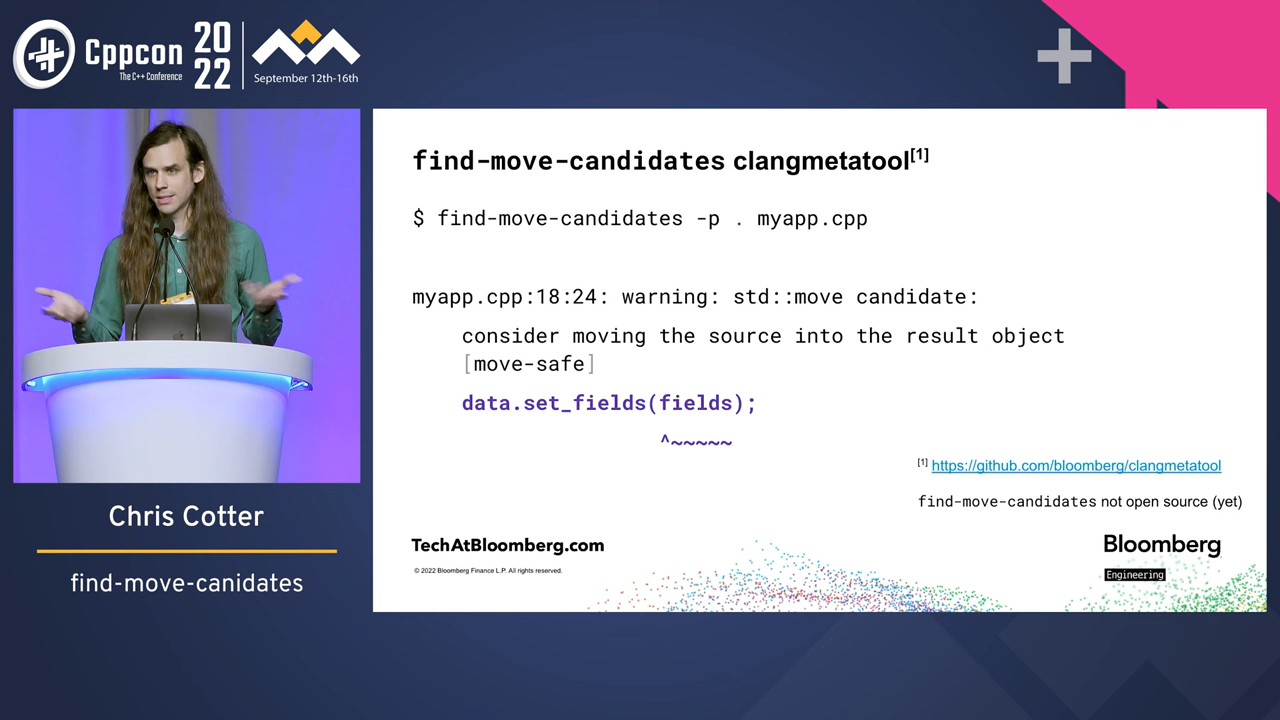 Cppcon
The C++ Conference
20
22
September 12th-16th
find-move-candidates clangmetatool[1]
$ find-move-candidates -p . myapp.cpp
myapp.cpp:18:24: warning: std::move candidate:
consider moving the source into the result object
[move-safe]
data.set_fields(fields);
^~~~~~
[1] https://github.com/bloomberg/clangmetatool
find-move-candidates not open source (yet)
TechAtBloomberg.com
© 2022 Bloomberg Finance L.P. All rights reserved.
Bloomberg
Engineering
Chris Cotter
find-move-canidates